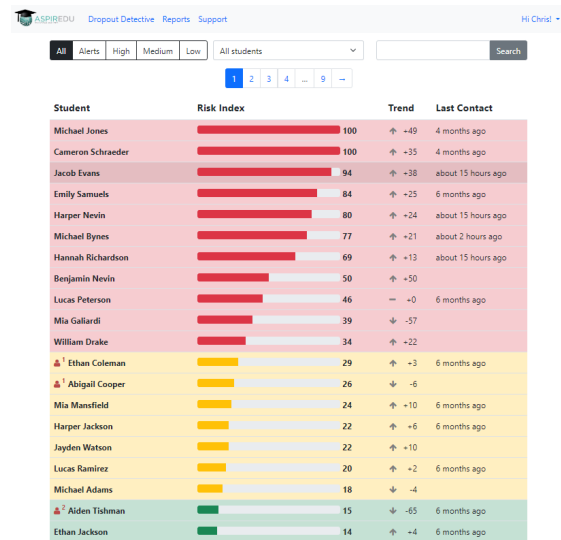 ASPIREDU Dropout Detective Reports Support Hi Chris!
All Alerts High Medium Low All students Search
1 2 3 4 ... 9 →
Student Risk Index Trend Last Contact
Michael Jones 100 +49 4 months ago
Cameron Schraeder 100 +35 4 months ago
Jacob Evans 94 +38 about 15 hours ago
Emily Samuels 84 +25 6 months ago
Harper Nevin 80 +24 about 15 hours ago
Michael Bynes 77 +21 about 2 hours ago
Hannah Richardson 69 +13 about 15 hours ago
Benjamin Nevin 50 +50
Lucas Peterson 46 +0 6 months ago
Mia Galiardi 39 -57
William Drake 34 +22
1 Ethan Coleman 29 +3 6 months ago
1 Abigail Cooper 26 -6
Mia Mansfield 24 +10 6 months ago
Harper Jackson 22 +6 6 months ago
Jayden Watson 22 +10
Lucas Ramirez 20 +2 6 months ago
Michael Adams 18 -4
2 Aiden Tishman 15 -65 6 months ago
Ethan Jackson 14 +4 6 months ago